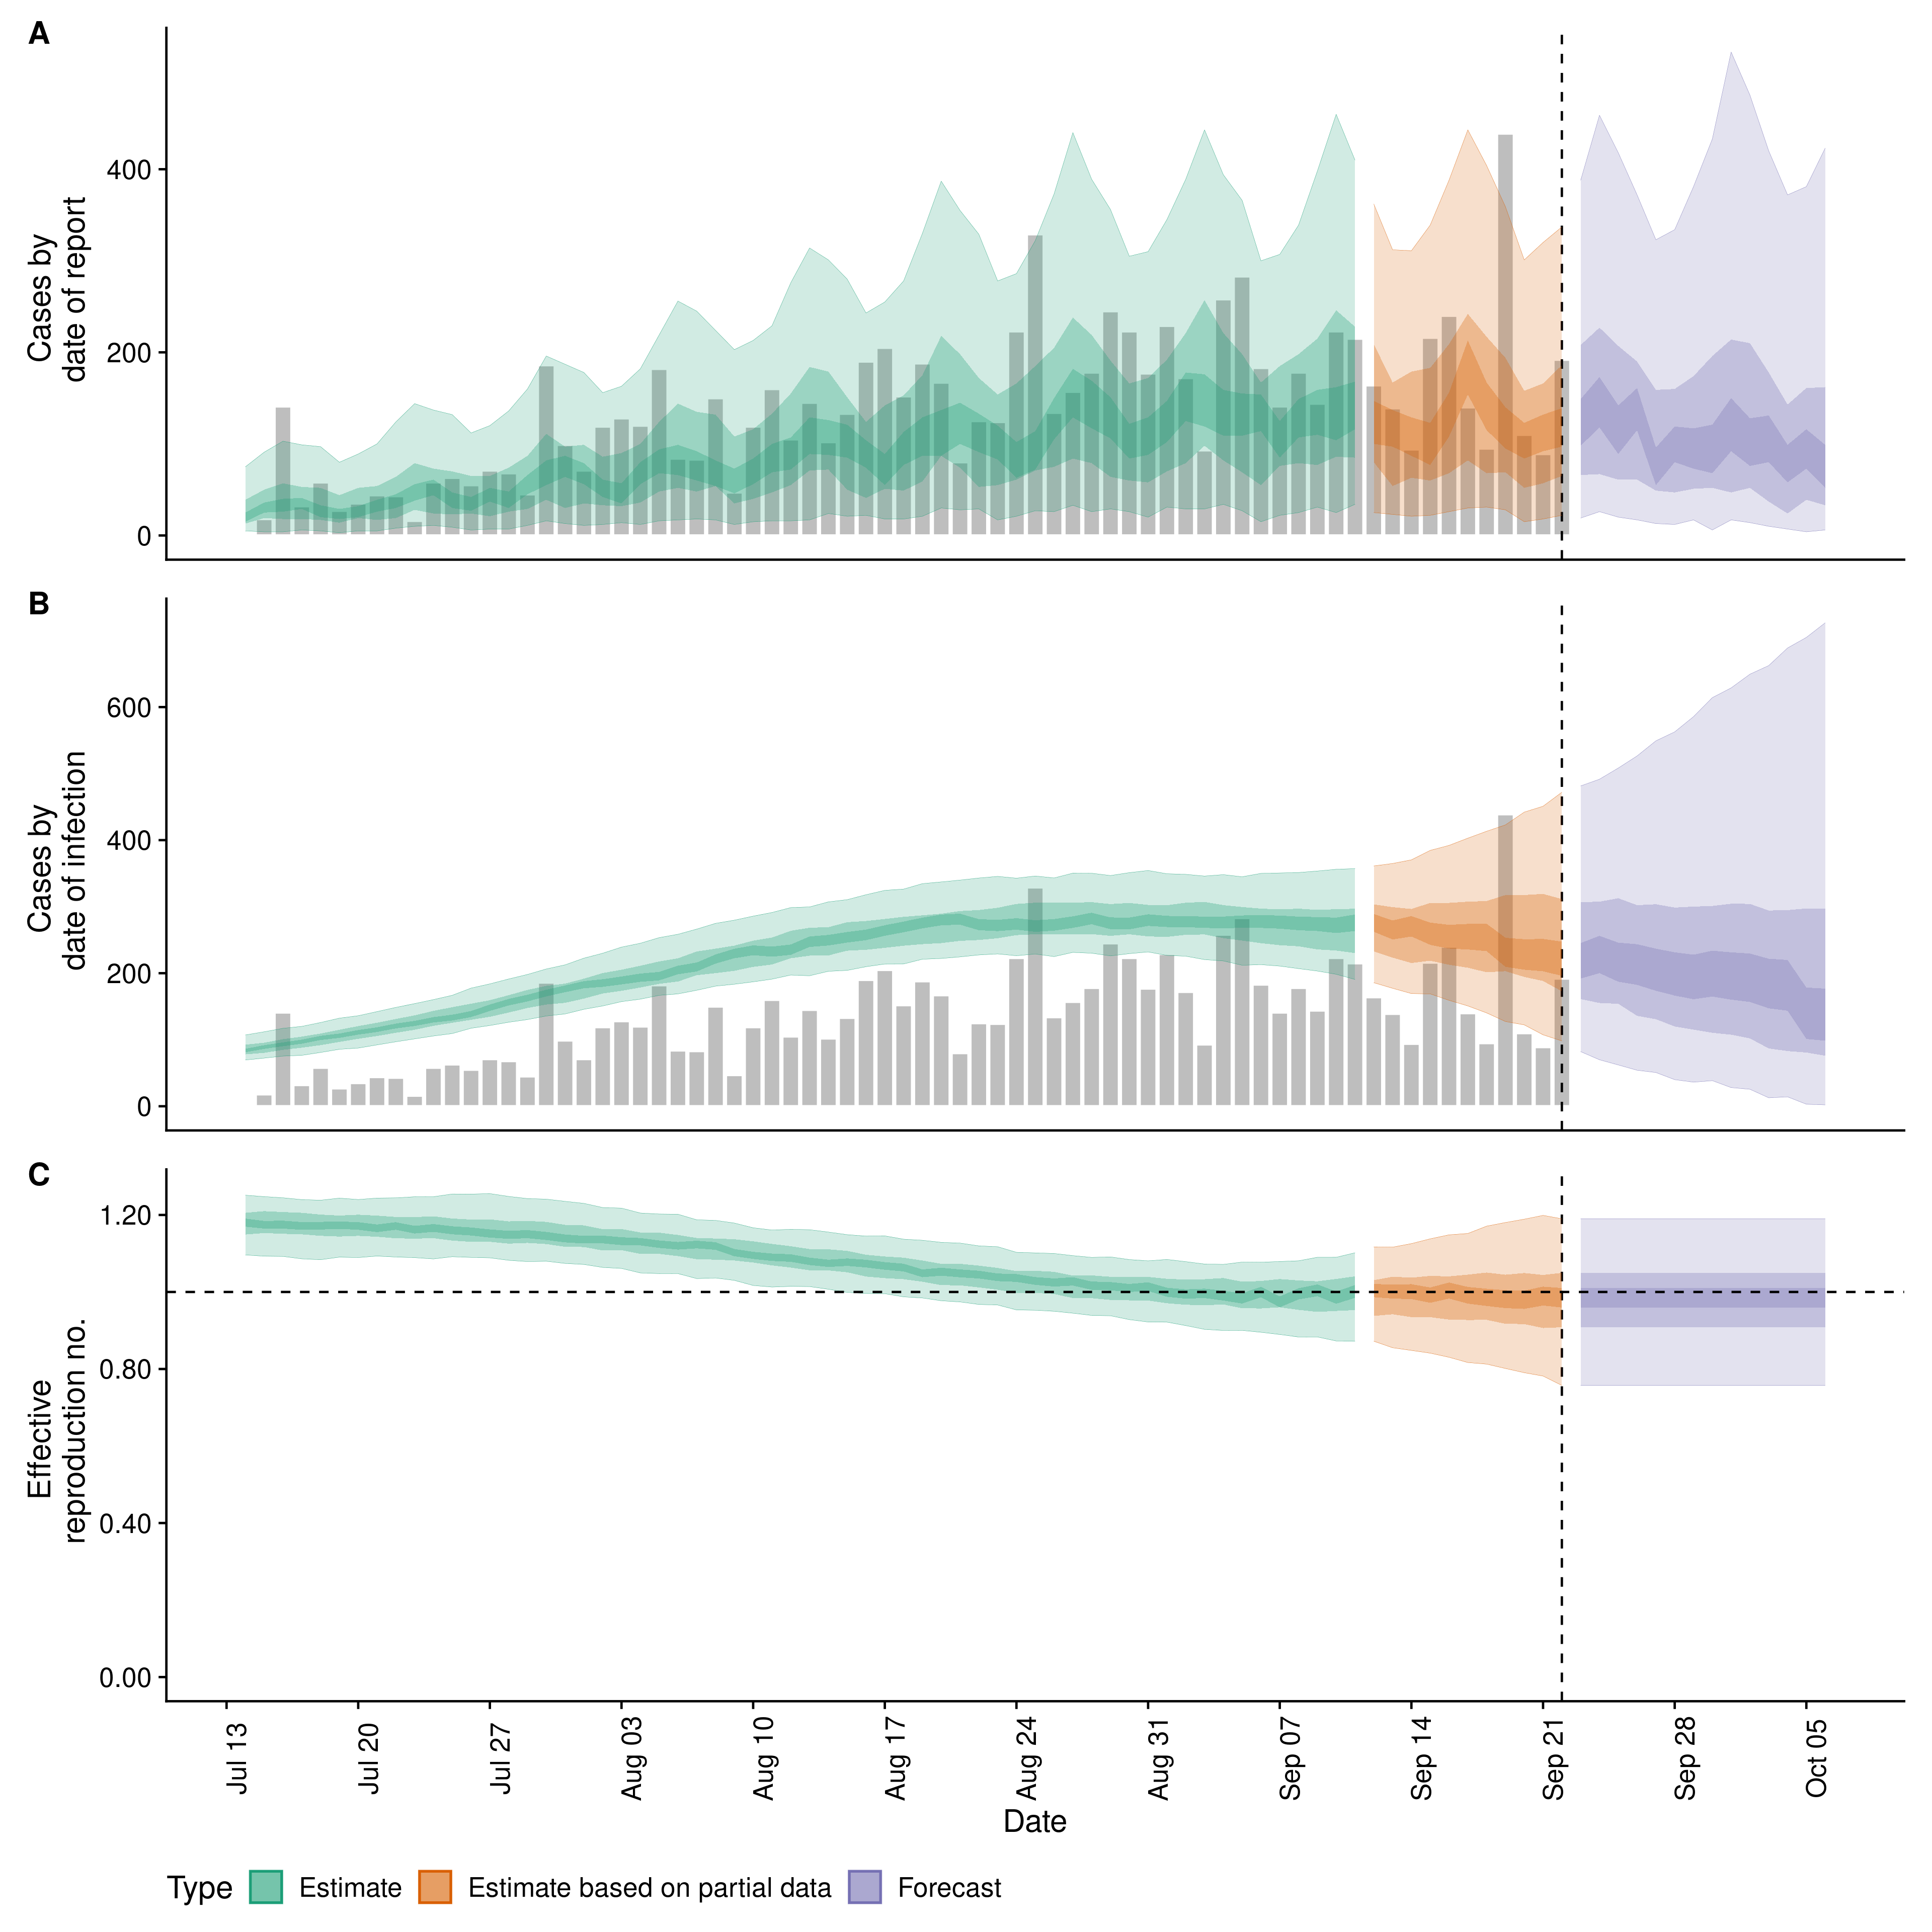 A
Cases by
date of report
400
200
0
B
Cases by
date of infection
600
400
200
0
C
Effective
reproduction no.
1.20
0.80
0.40
0.00
Jul 13
Jul 20
Jul 27
Aug 03
Aug 10
Aug 17
Aug 24
Aug 31
Sep 07
Sep 14
Sep 21
Sep 28
Oct 05
Date
Type Estimate Estimate based on partial data Forecast